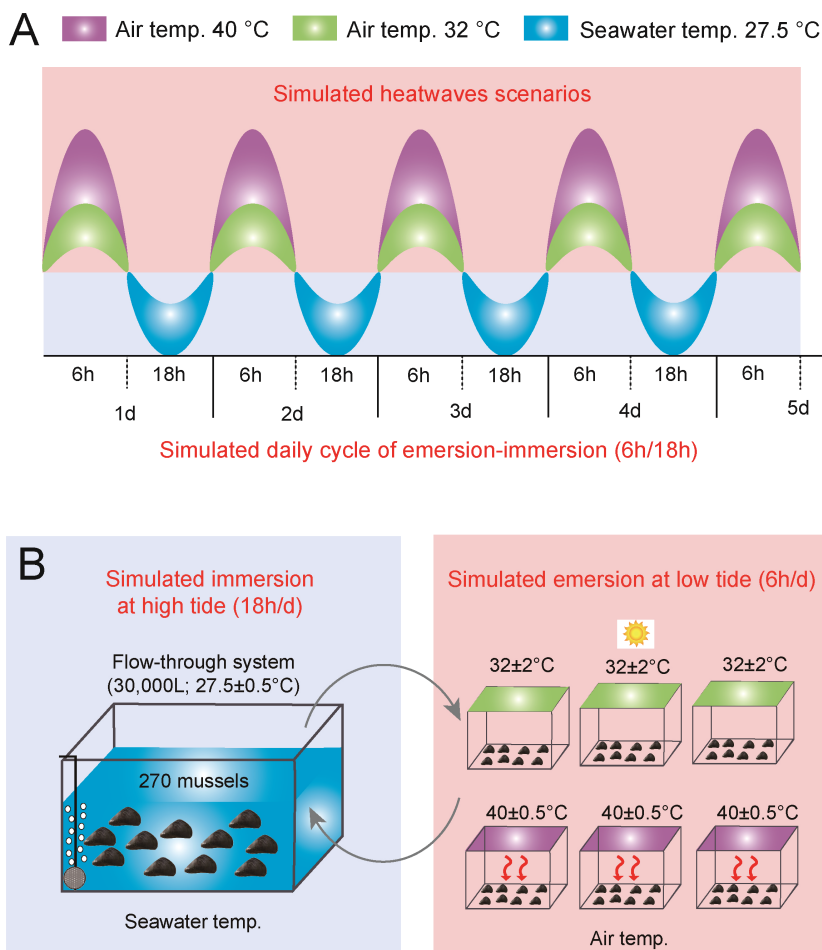 A
Air temp. 40 °C Air temp. 32 °C Seawater temp. 27.5 °C
Simulated heatwaves scenarios
6h 18h 6h 18h 6h 18h 6h 18h 6h
1d 2d 3d 4d 5d
Simulated daily cycle of emersion-immersion (6h/18h)
B
Simulated immersion
at high tide (18h/d)
Flow-through system
(30,000L; 27.5±0.5°C)
270 mussels
Seawater temp.
Simulated emersion at low tide (6h/d)
32±2°C 32±2°C 32±2°C
40±0.5°C 40±0.5°C 40±0.5°C
Air temp.